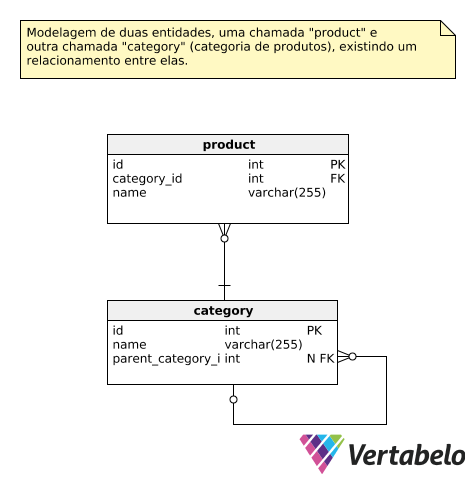 Modelagem de duas entidades, uma chamada "product" e
outra chamada "category" (categoria de produtos), existindo um
relacionamento entre elas.
product
id int PK
category_id int FK
name varchar(255)
category
id int PK
name varchar(255)
parent_category_i int N FK
Vertabelo